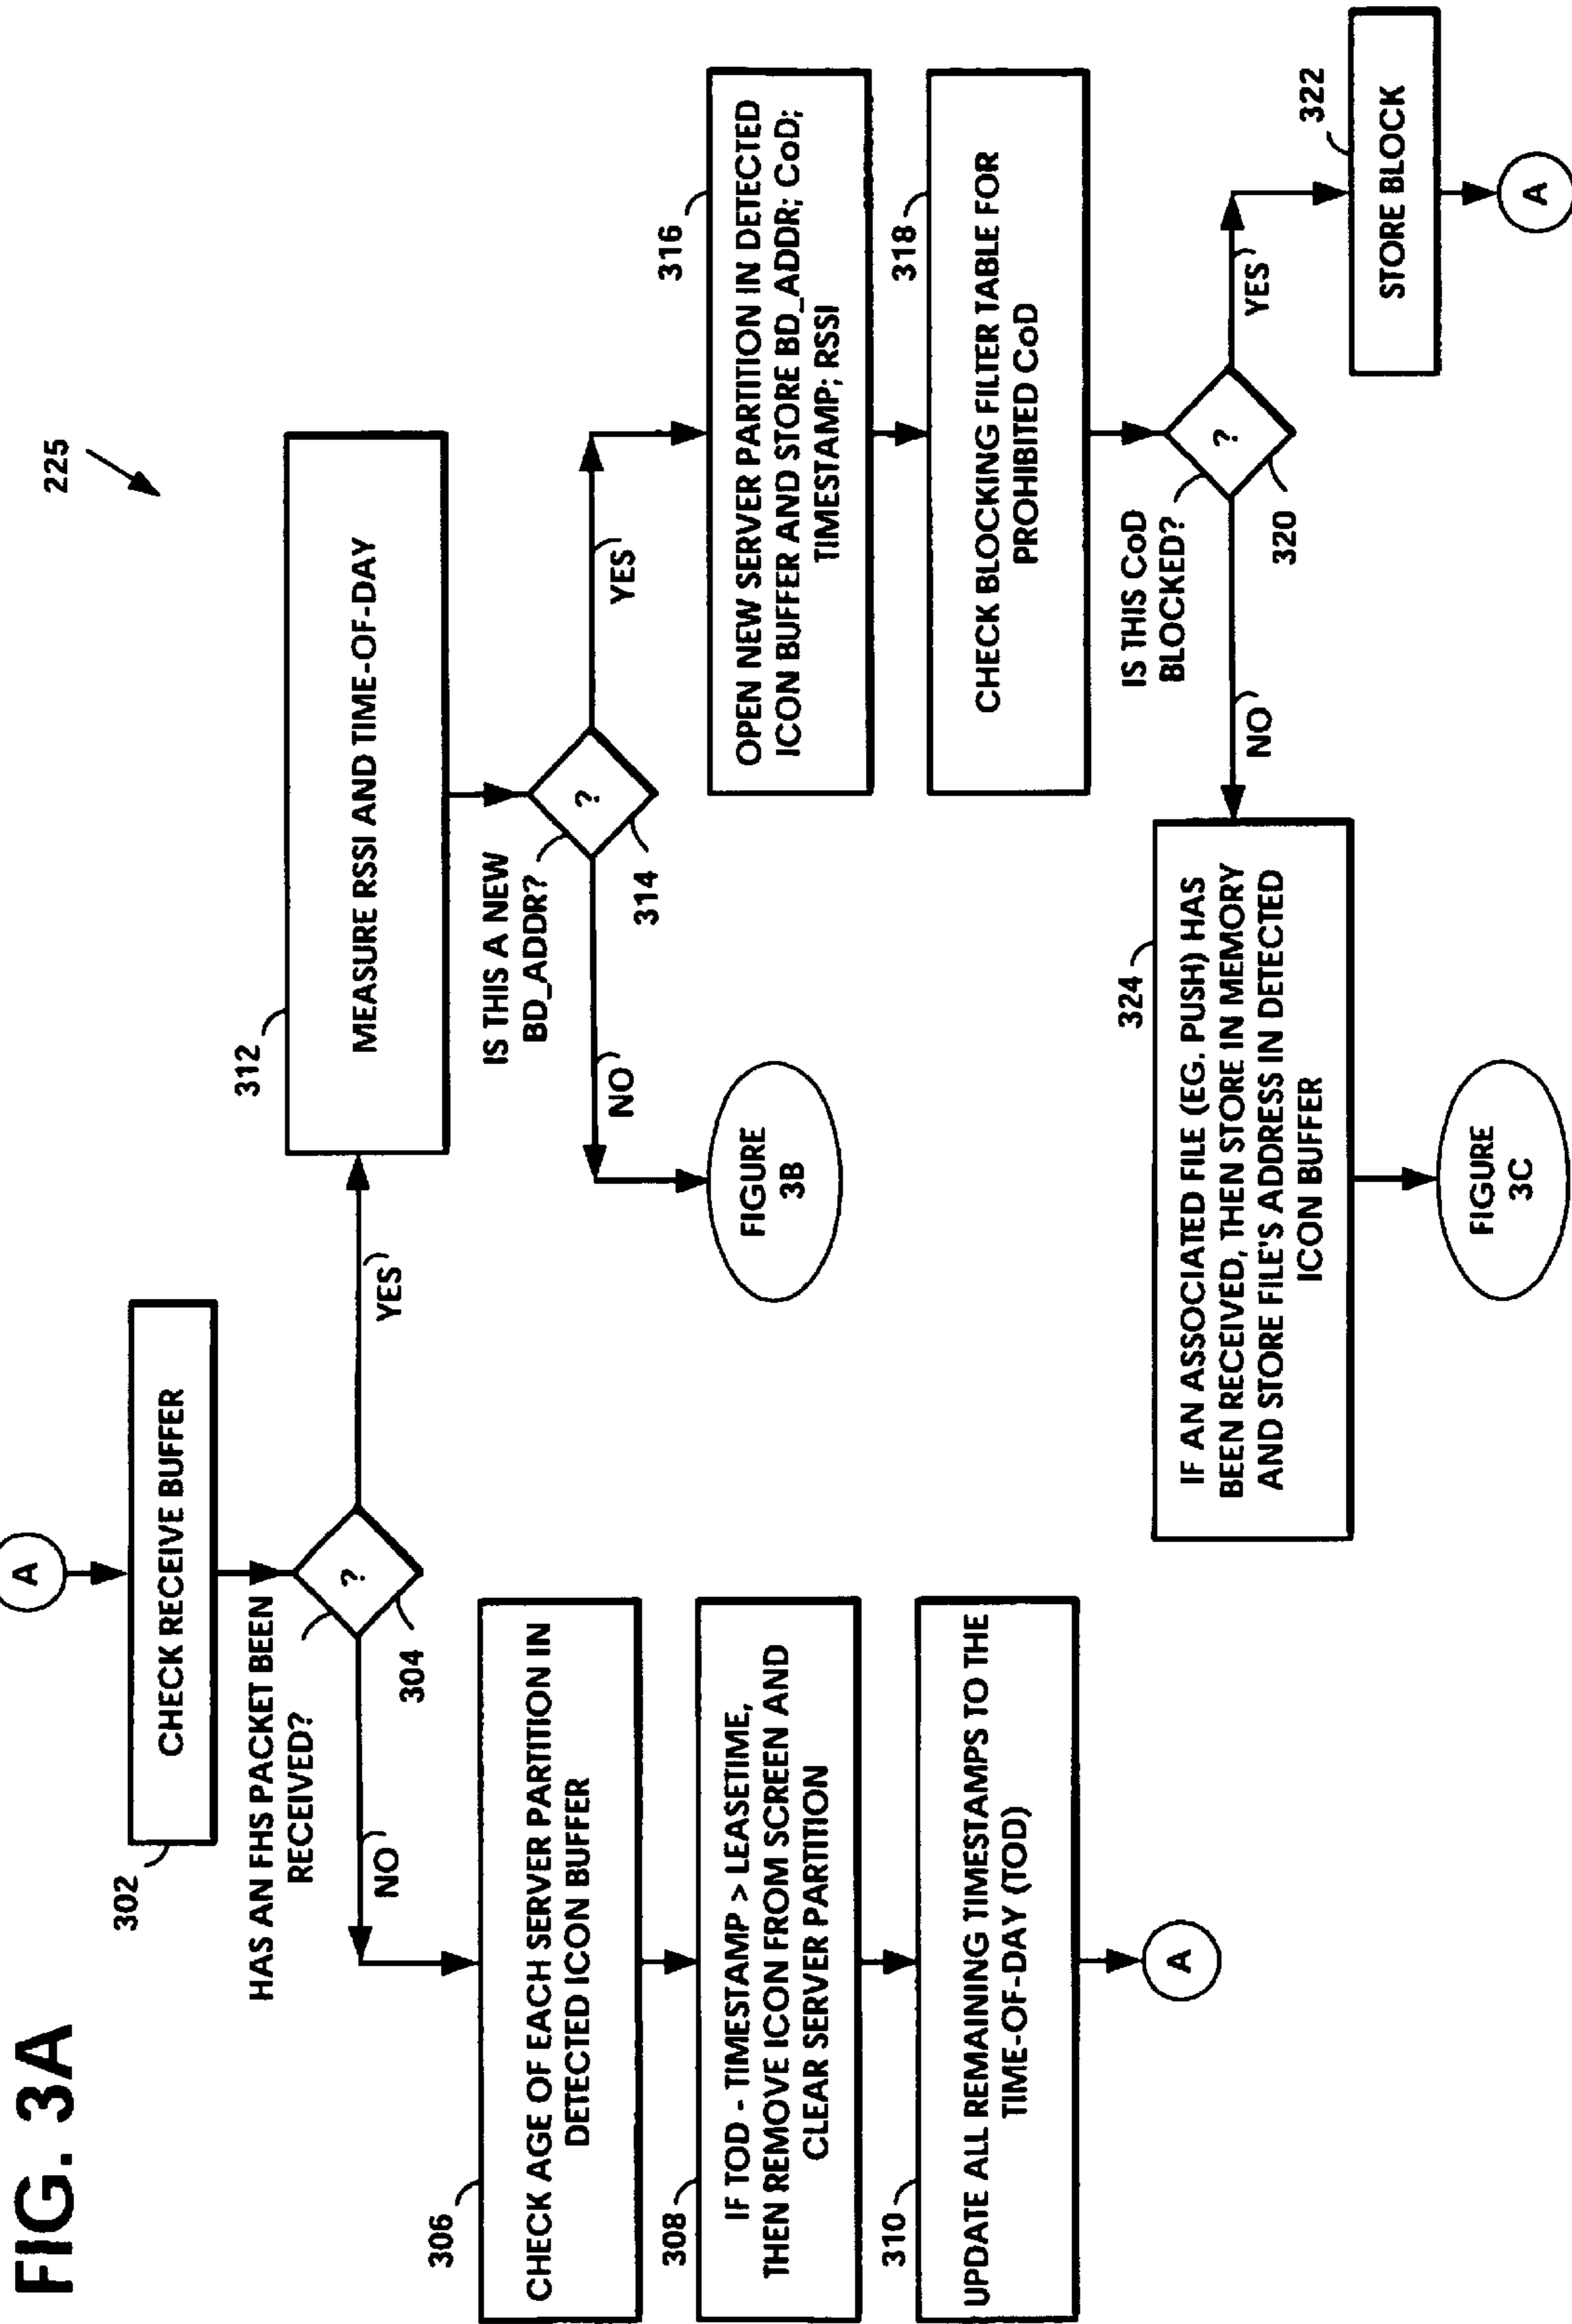 FIG. 3A
225
A
302
CHECK RECEIVE BUFFER
HAS AN FHS PACKET BEEN
RECEIVED?
?
304
NO
YES
306
CHECK AGE OF EACH SERVER PARTITION IN
DETECTED ICON BUFFER
308
IF TOD - TIMESTAMP > LEASETIME,
THEN REMOVE ICON FROM SCREEN AND
CLEAR SERVER PARTITION
310
UPDATE ALL REMAINING TIMESTAMPS TO THE
TIME-OF-DAY (TOD)
A
312
MEASURE RSSI AND TIME-OF-DAY
IS THIS A NEW
BD_ADDR?
?
314
NO
YES
FIGURE
3B
316
OPEN NEW SERVER PARTITION IN DETECTED
ICON BUFFER AND STORE BD_ADDR; CoD;
TIMESTAMP; RSSI
318
CHECK BLOCKING FILTER TABLE FOR
PROHIBITED CoD
IS THIS CoD
BLOCKED?
?
320
NO
YES
322
STORE BLOCK
A
324
IF AN ASSOCIATED FILE (EG. PUSH) HAS
BEEN RECEIVED, THEN STORE IN MEMORY
AND STORE FILE'S ADDRESS IN DETECTED
ICON BUFFER
FIGURE
3C